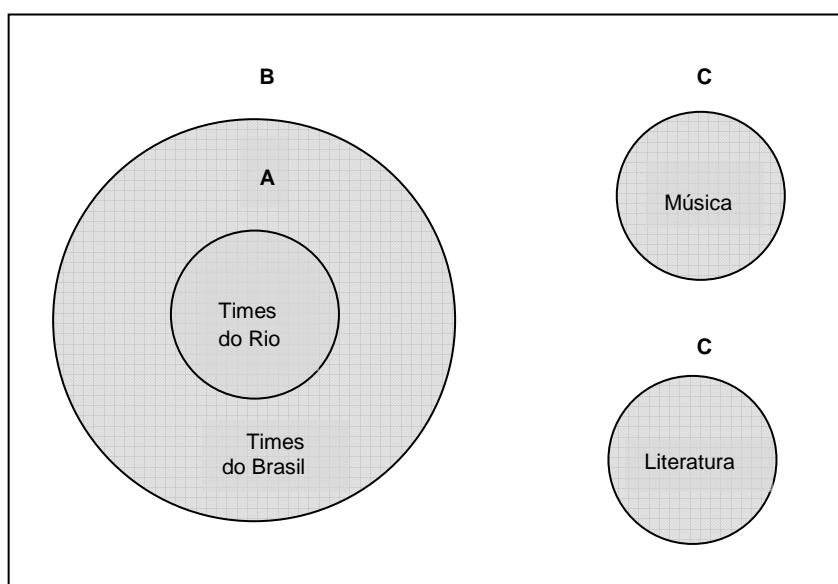 B
A
Times
do Rio
Times
do Brasil
C
Música
C
Literatura